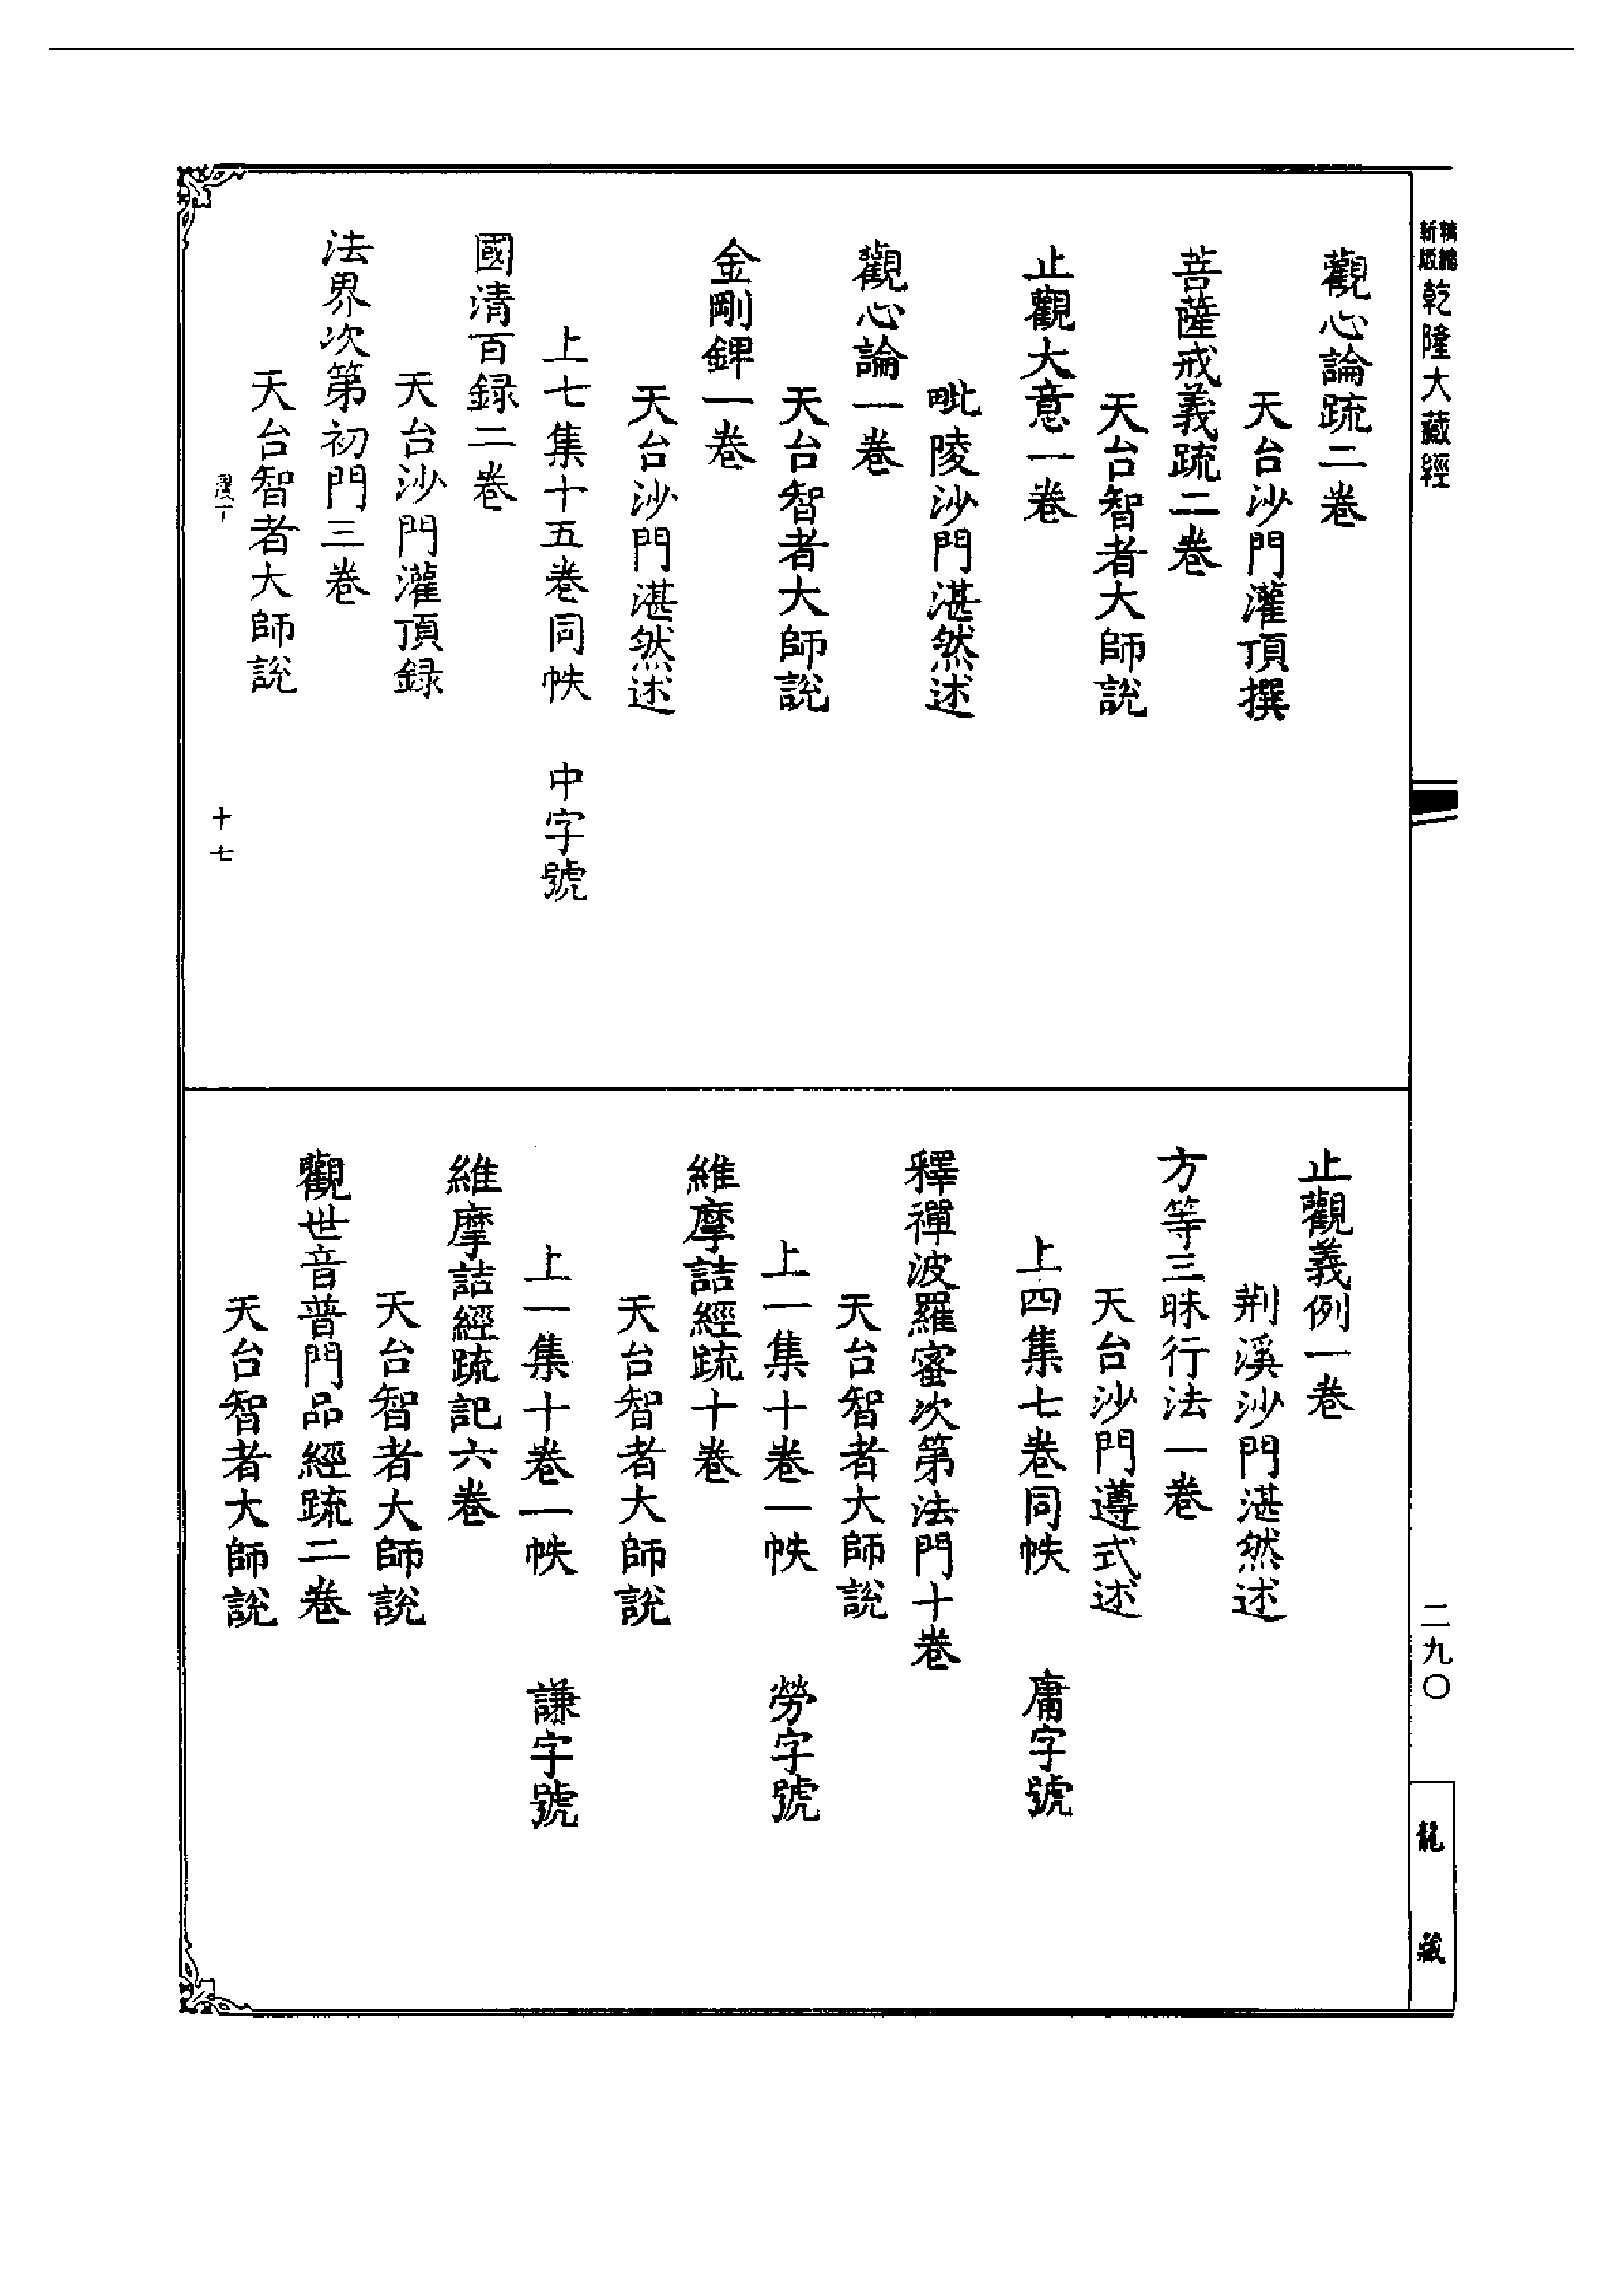 新版精縮乾隆大藏經
觀心論疏二卷
天台沙門灌頂撰
菩薩戒義疏二卷
天台智者大師說
止觀大意一卷
毗陵沙門湛然述
觀心論一卷
天台智者大師說
金剛錍一卷
天台沙門湛然述
上七集十五卷同帙 中字號
國清百録二卷
天台沙門灌頂録
法界次第初門三卷
天台智者大師說
十七
止觀義例一卷
荆溪沙門湛然述
方等三昧行法一卷
天台沙門遵式述
上四集七卷同帙 庸字號
釋禪波羅蜜次第法門十卷
天台智者大師說
上一集十卷一帙 勞字號
維摩詰經疏十卷
天台智者大師說
上一集十卷一帙 謙字號
維摩詰經疏記六卷
天台智者大師說
觀世音普門品經疏二卷
天台智者大師說
二九〇
龍藏